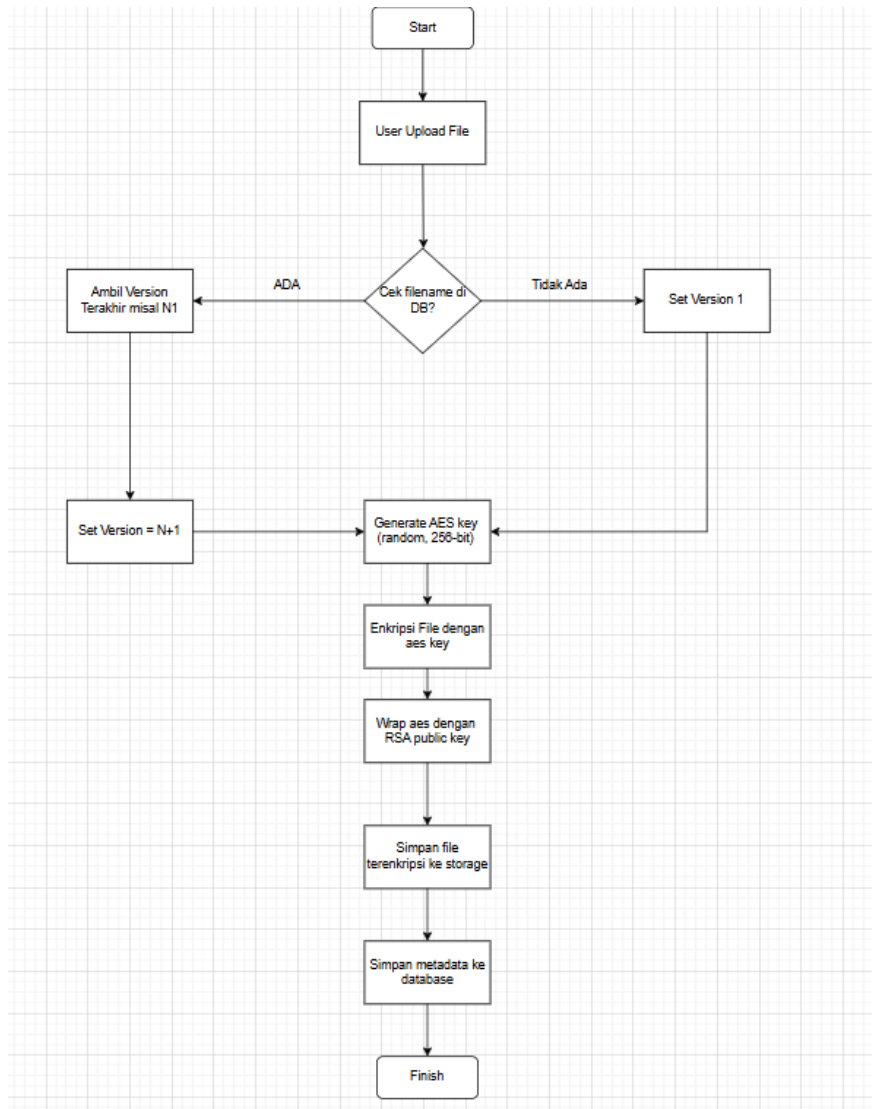 Start
User Upload File
Cek filename di
DB?
ADA
Tidak Ada
Ambil Version
Terakhir misal N1
Set Version 1
Set Version = N+1
Generate AES key
(random, 256-bit)
Enkripsi File dengan
aes key
Wrap aes dengan
RSA public key
Simpan file
terenkripsi ke storage
Simpan metadata ke
database
Finish